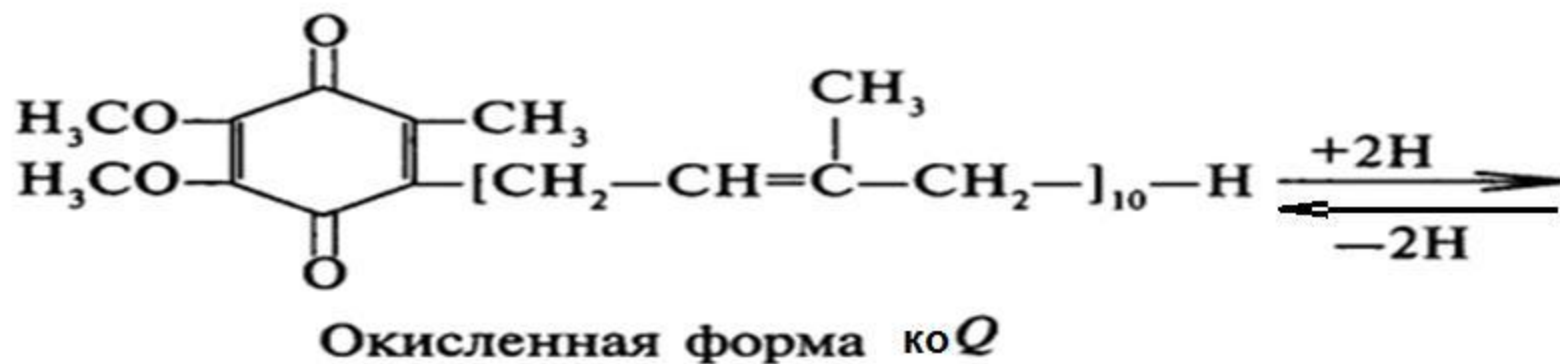 O
CH₃
H₃CO
CH₃
+2H
H₃CO
[CH₂—CH=C—CH₂—]₁₀—H
—2H
O
Окисленная форма коQ